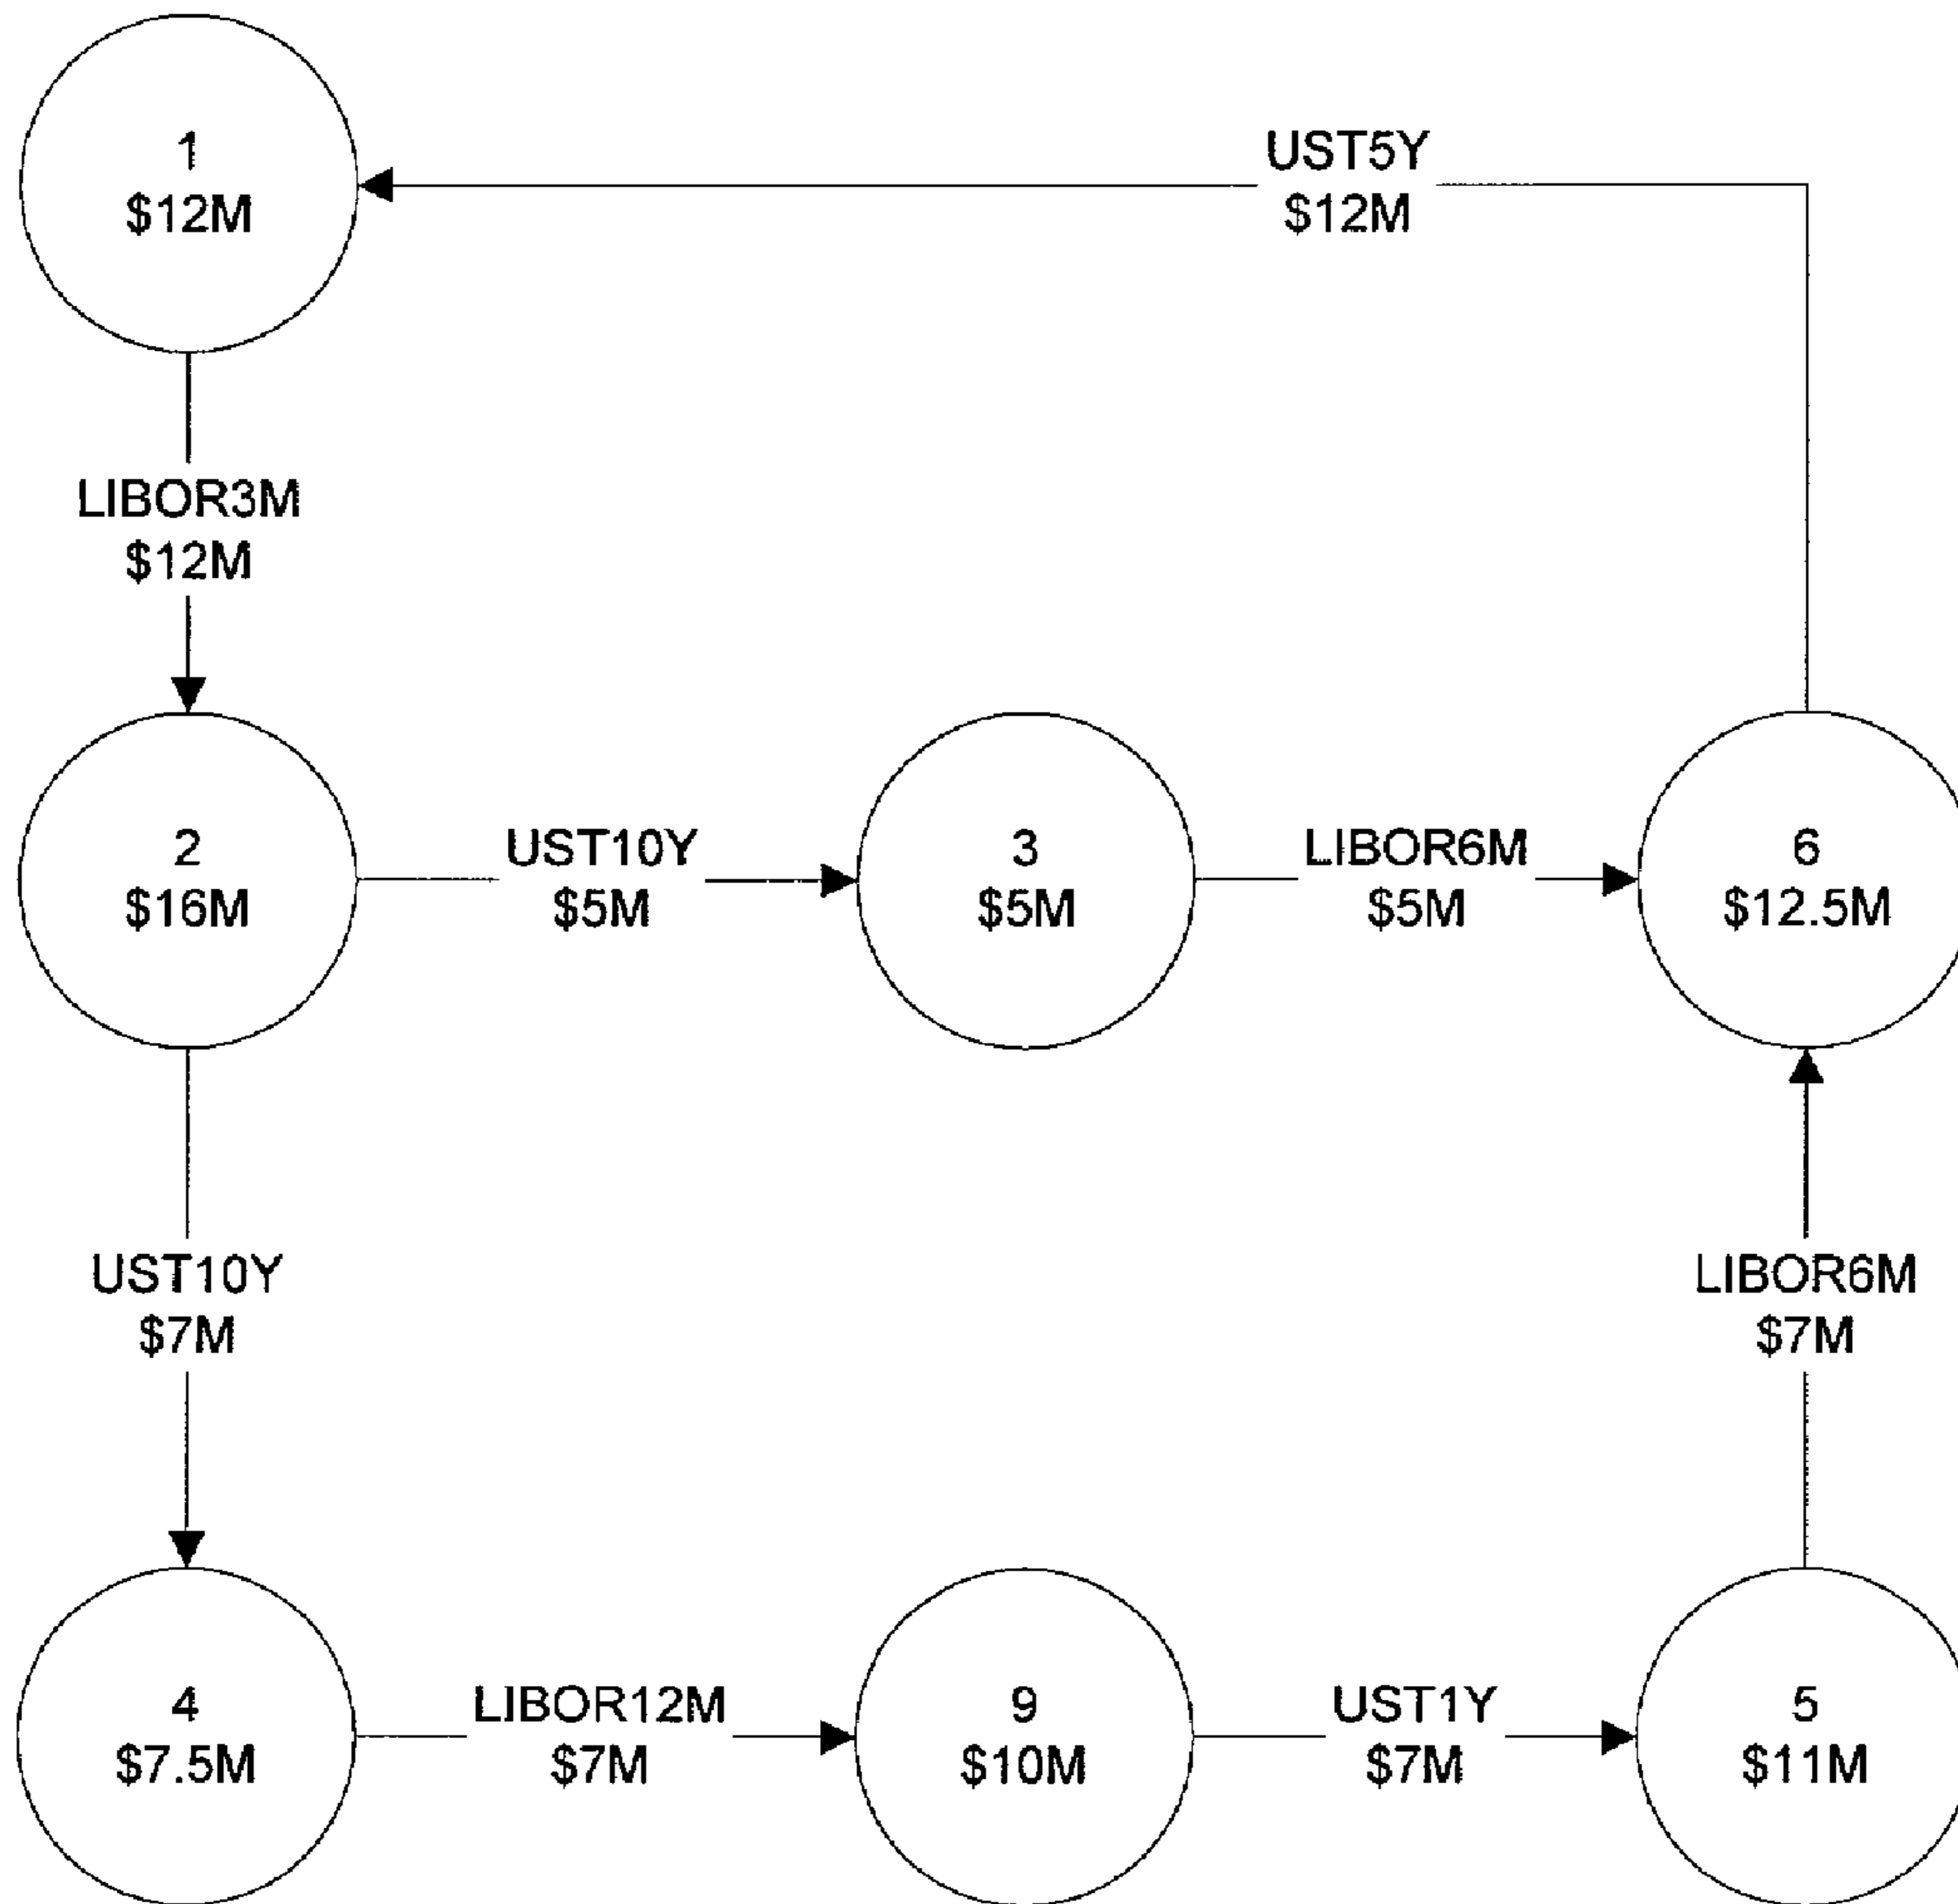 1
$12M
UST5Y
$12M
LIBOR3M
$12M
2
$16M
UST10Y
$5M
3
$5M
LIBOR6M
$5M
6
$12.5M
UST10Y
$7M
LIBOR6M
$7M
4
$7.5M
LIBOR12M
$7M
9
$10M
UST1Y
$7M
5
$11M